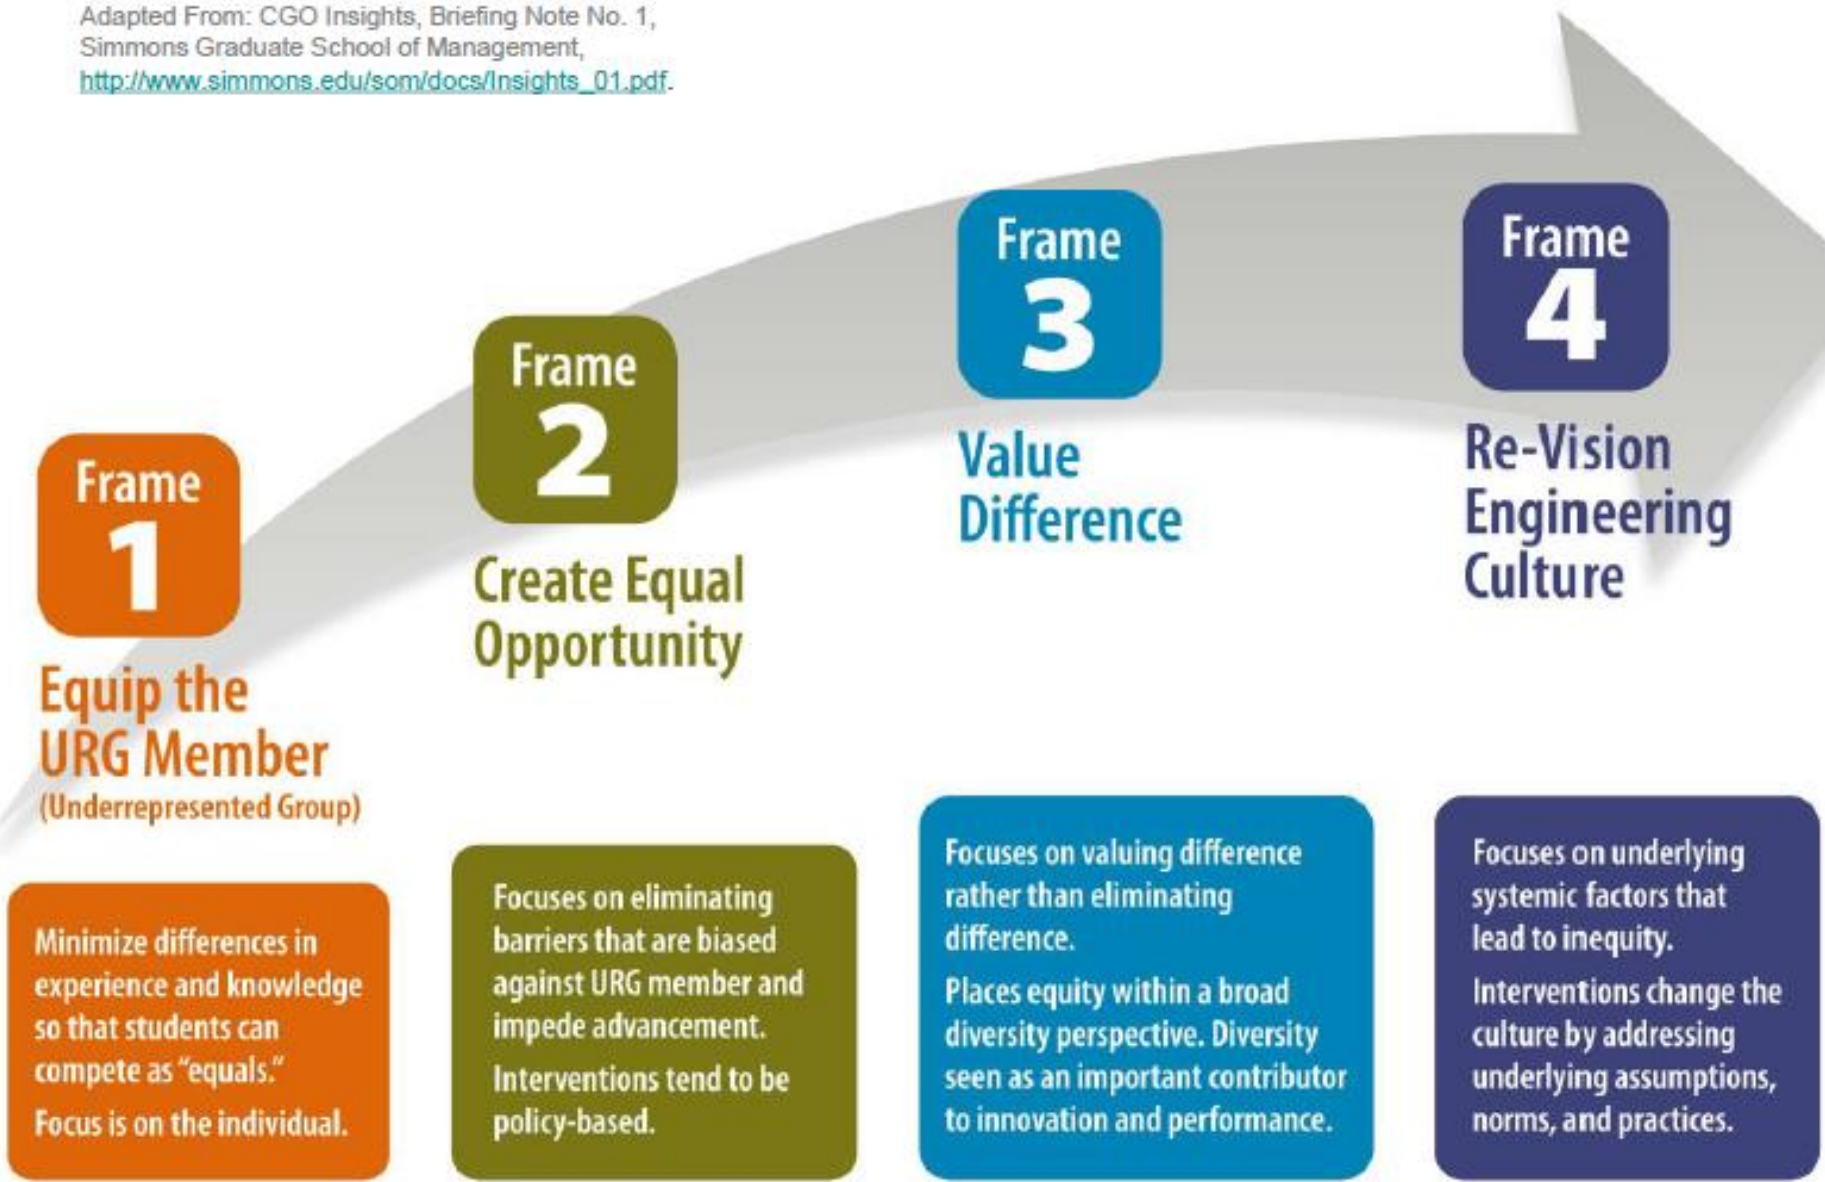 Adapted From: CGO Insights, Briefing Note No. 1,
Simmons Graduate School of Management,
http://www.simmons.edu/som/docs/Insights_01.pdf.
Frame
1
Equip the
URG Member
(Underrepresented Group)
Minimize differences in
experience and knowledge
so that students can
compete as “equals.”
Focus is on the individual.
Frame
2
Create Equal
Opportunity
Focuses on eliminating
barriers that are biased
against URG member and
impede advancement.
Interventions tend to be
policy-based.
Frame
3
Value
Difference
Focuses on valuing difference
rather than eliminating
difference.
Places equity within a broad
diversity perspective. Diversity
seen as an important contributor
to innovation and performance.
Frame
4
Re-Vision
Engineering
Culture
Focuses on underlying
systemic factors that
lead to inequity.
Interventions change the
culture by addressing
underlying assumptions,
norms, and practices.